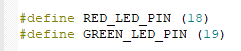 #define RED_LED_PIN (18)
#define GREEN_LED_PIN (19)